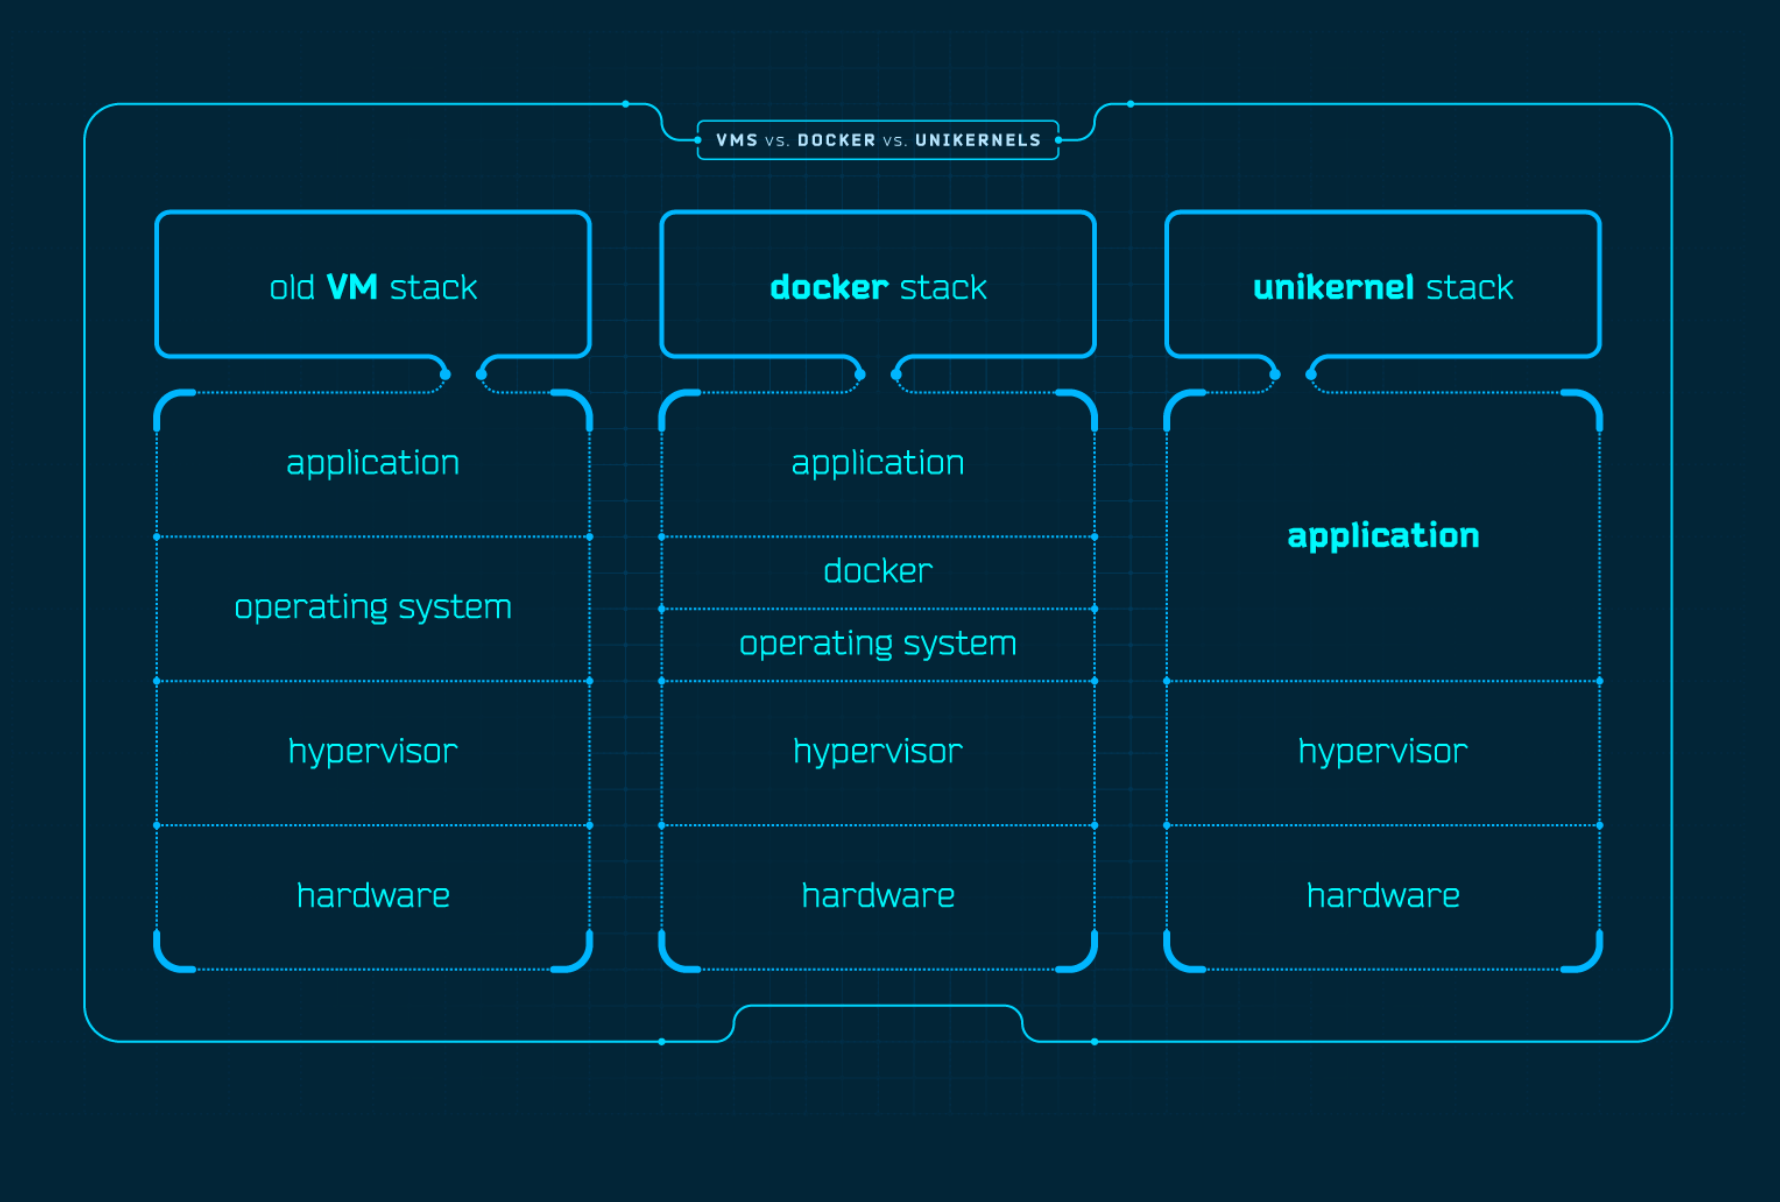 VMS vs. DOCKER vs. UNIKERNELS
old VM stack
application
operating system
hypervisor
hardware
docker stack
application
docker
operating system
hypervisor
hardware
unikernel stack
application
hypervisor
hardware